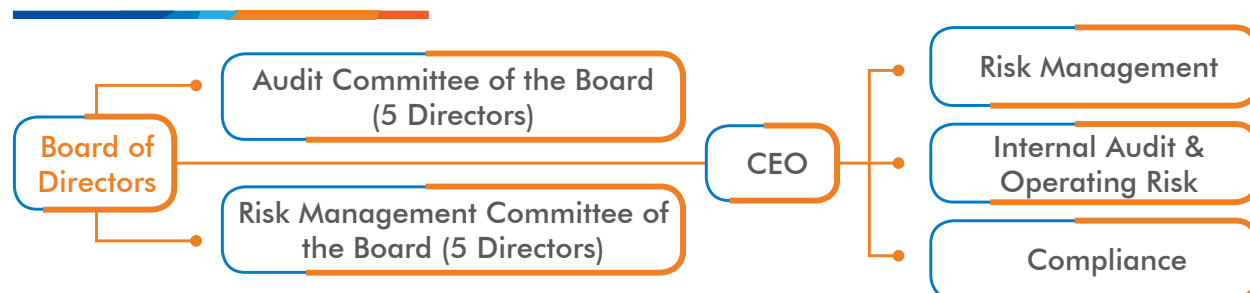 Board of
Directors
Audit Committee of the Board
(5 Directors)
Risk Management Committee of
the Board (5 Directors)
CEO
Risk Management
Internal Audit &
Operating Risk
Compliance